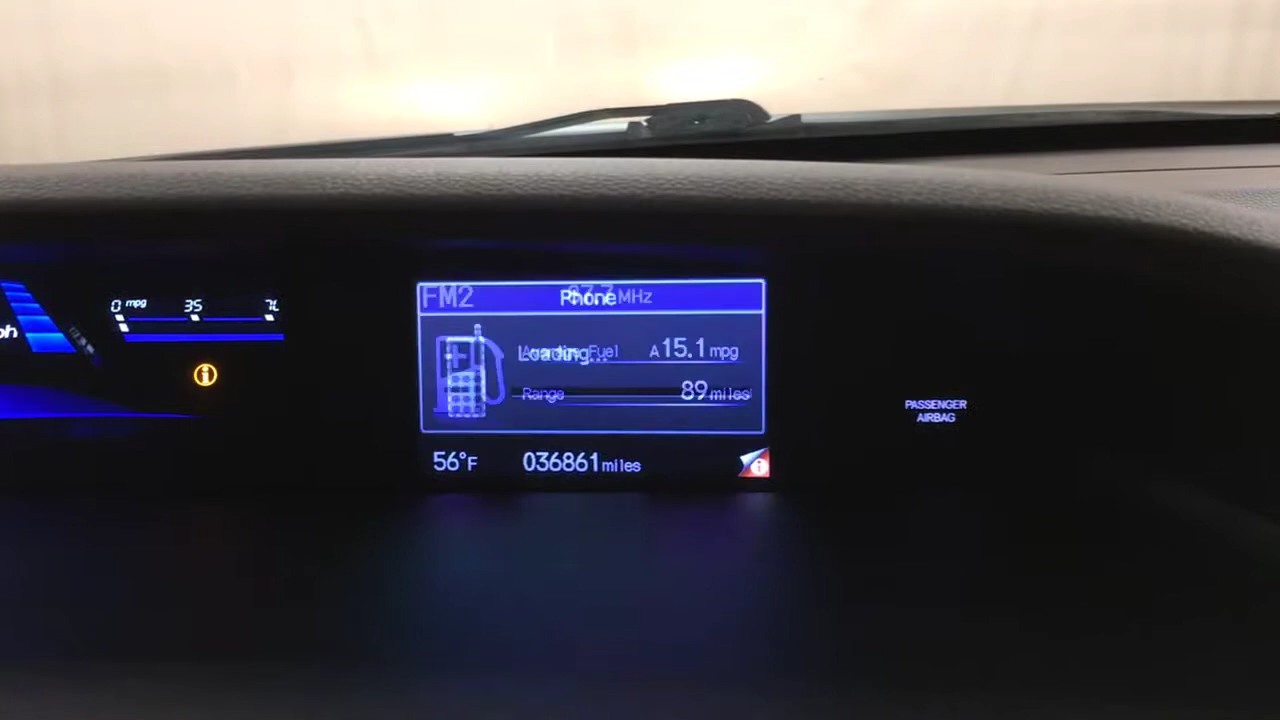 FM2 Phone MHz
0 mpg 35
Loading...
Average Fuel A 15.1 mpg
Range 89 miles
56°F 036861 miles
PASSENGER
AIRBAG